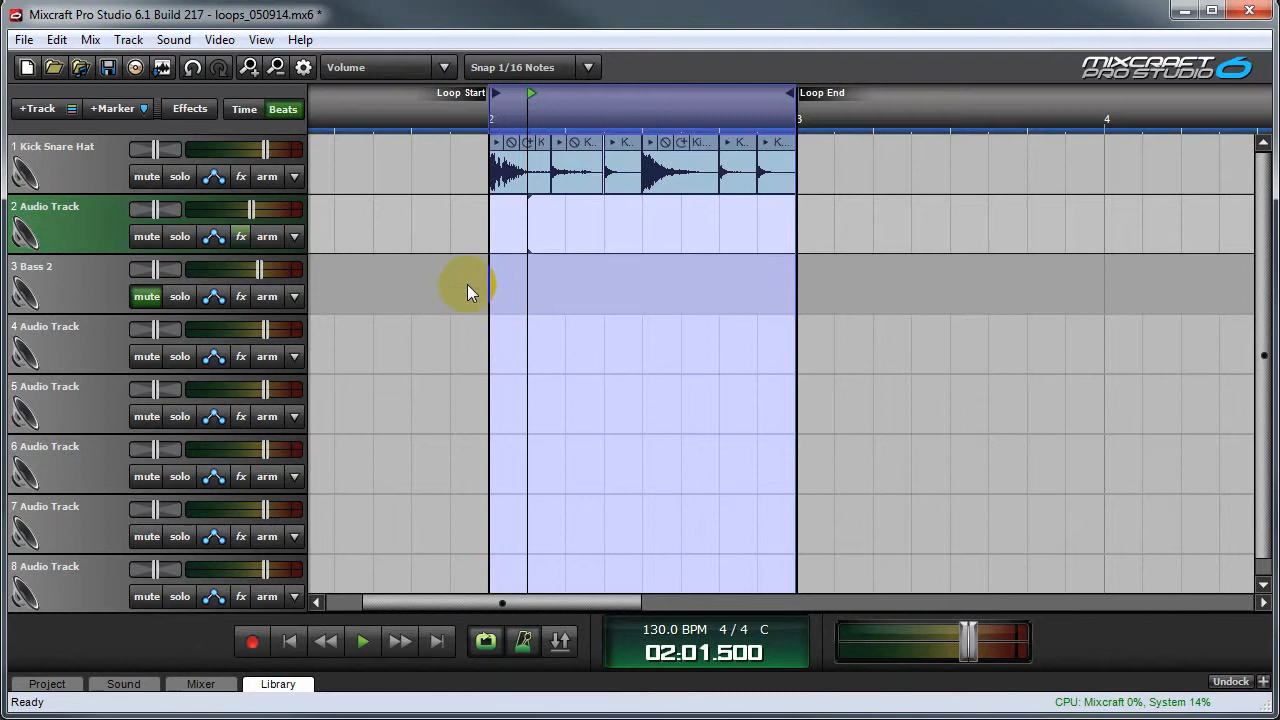 Mixcraft Pro Studio 6.1 Build 217 - loops_050914.mx6 *
File Edit Mix Track Sound Video View Help
Volume Snap 1/16 Notes
MIXCRAFT PRO STUDIO 6
+Track +Marker Effects Time Beats
Loop Start Loop End
2 3 4
1 Kick Snare Hat
K K.. K.. Ki... K.. K...
mute solo fx arm
2 Audio Track
mute solo fx arm
3 Bass 2
mute solo fx arm
4 Audio Track
mute solo fx arm
5 Audio Track
mute solo fx arm
6 Audio Track
mute solo fx arm
7 Audio Track
mute solo fx arm
8 Audio Track
mute solo fx arm
130.0 BPM 4 / 4 C
02:01.500
Project Sound Mixer Library Undock
Ready CPU: Mixcraft 0%, System 14%